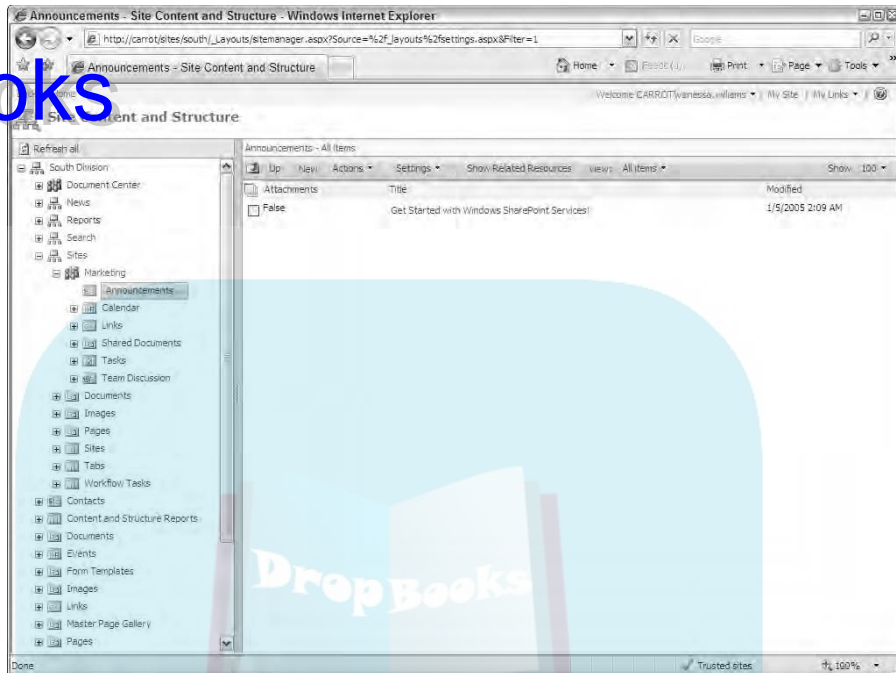 Announcements - Site Content and Structure - Windows Internet Explorer
http://carrot/sites/south/_Layouts/sitemanager.aspx?Source=%2f_layouts%2fsettings.aspx&Filter=1
Google
Announcements - Site Content and Structure
Home
Print
Page
Tools
oks
Welcome CARROT\vanessa.williams
My Site
My Links
Site Content and Structure
Refresh all
Announcements - All Items
South Division
Document Center
News
Reports
Search
Sites
Marketing
Announcements
Calendar
Links
Shared Documents
Tasks
Team Discussion
Documents
Images
Pages
Sites
Tabs
Workflow Tasks
Contacts
Content and Structure Reports
Documents
Events
Form Templates
Images
Links
Master Page Gallery
Pages
Up New Actions Settings Show Related Resources View: All Items Show 100
Attachments Title Modified
False Get Started with Windows SharePoint Services! 1/5/2005 2:09 AM
DropBooks
Done
Trusted sites
100%